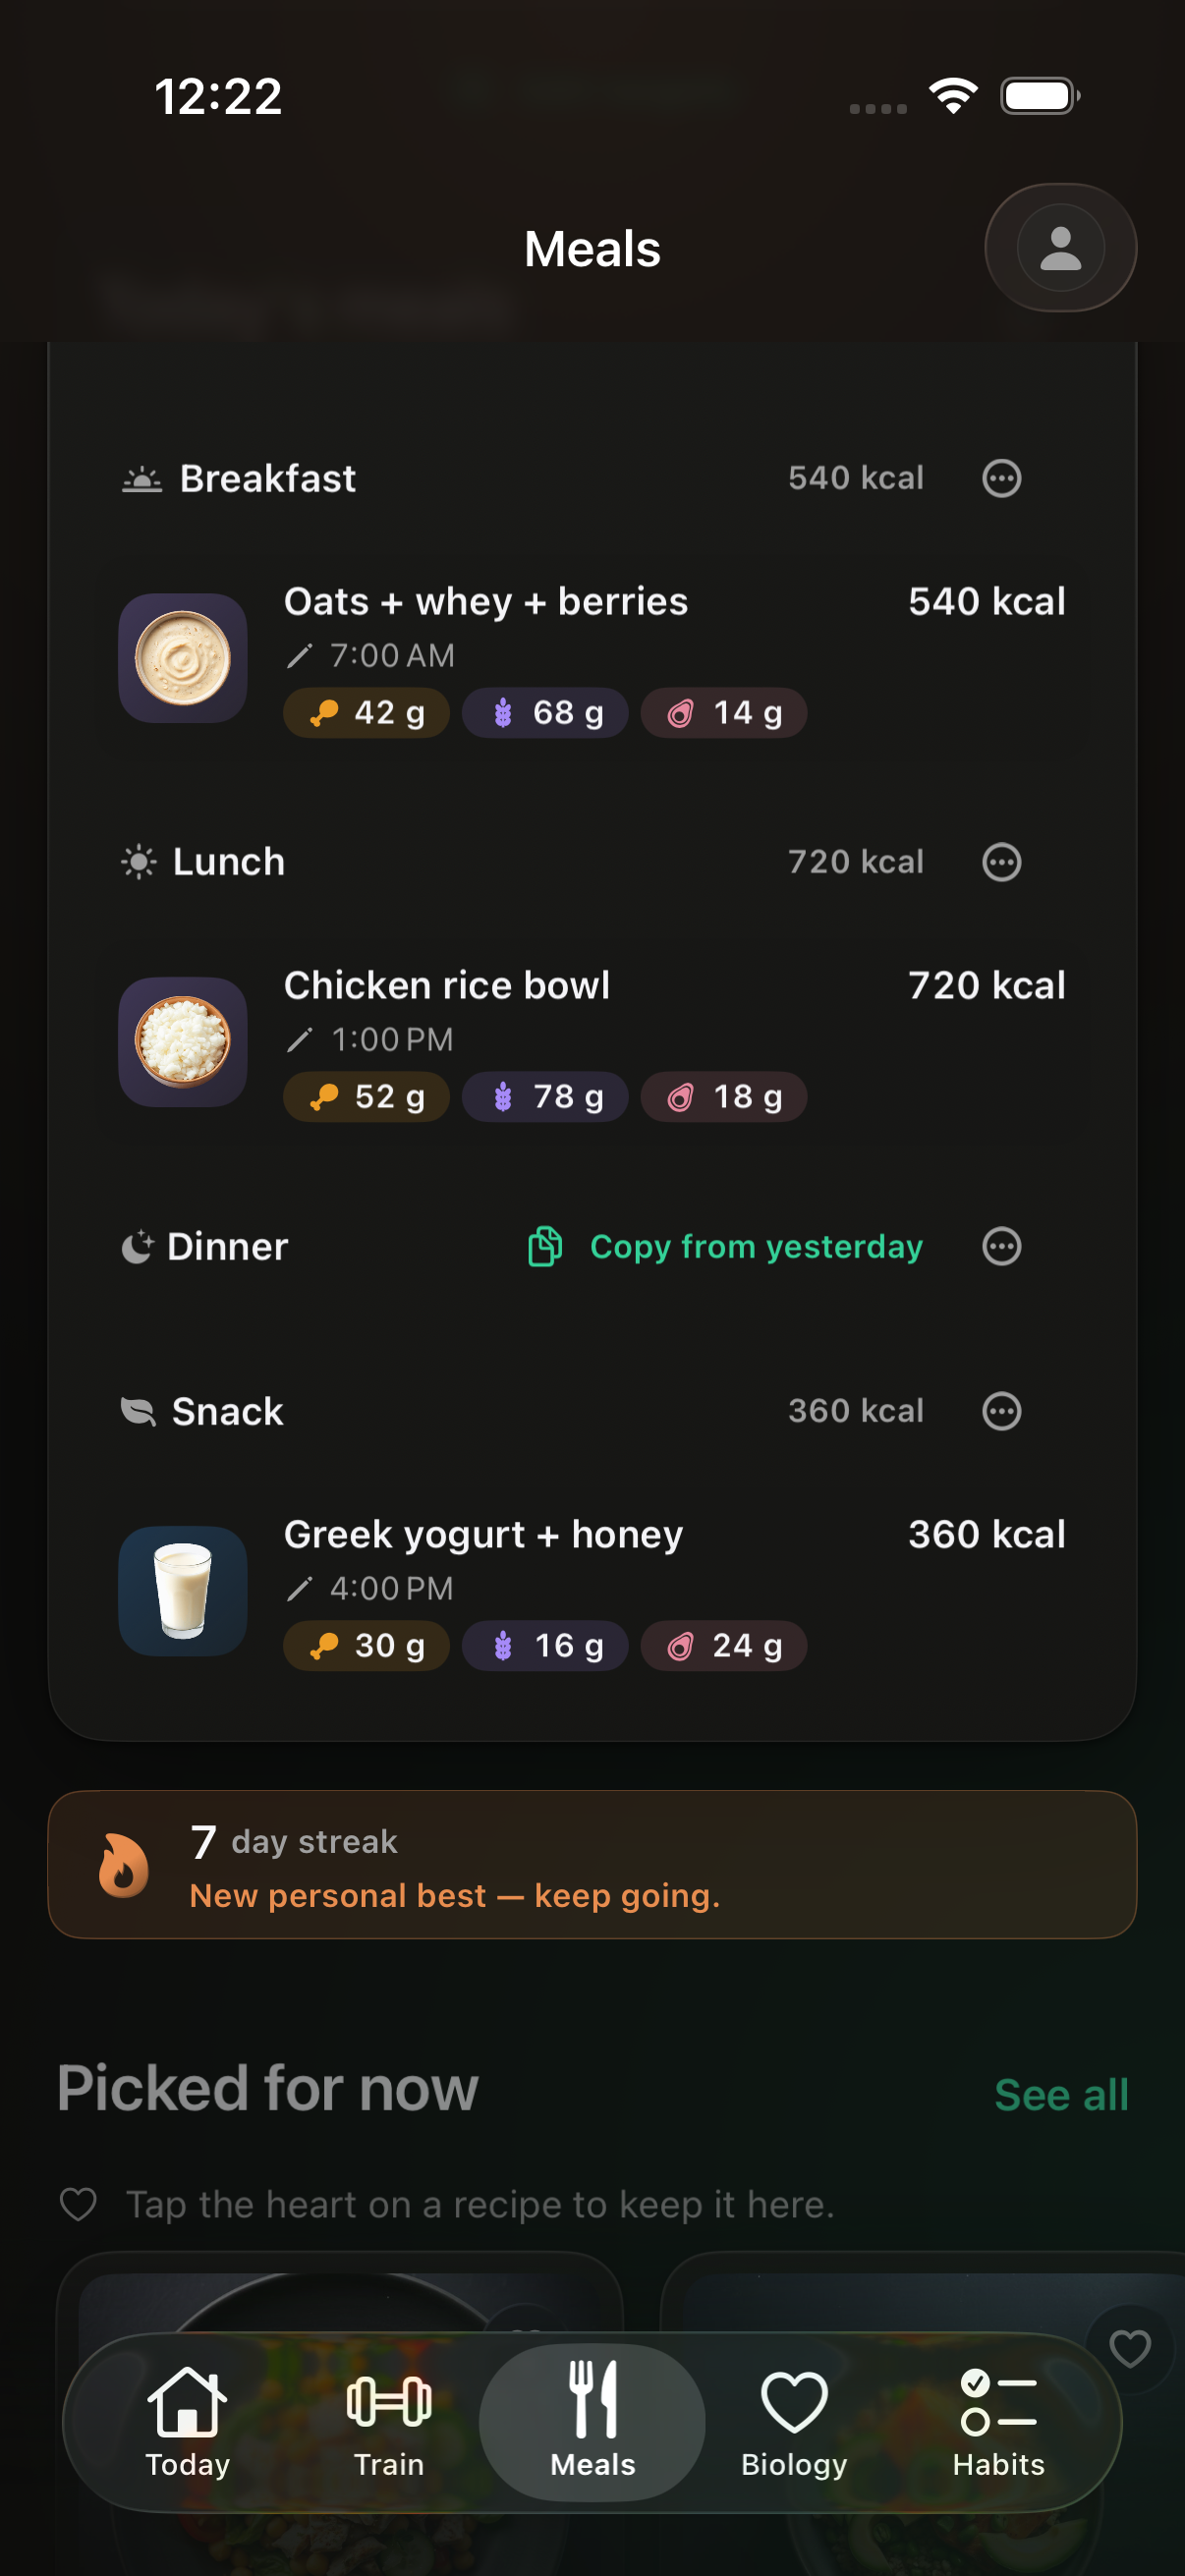 12:22
Meals
Today's meals
Breakfast 540 kcal
Oats + whey + berries 540 kcal
7:00 AM
42 g 68 g 14 g
Lunch 720 kcal
Chicken rice bowl 720 kcal
1:00 PM
52 g 78 g 18 g
Dinner Copy from yesterday
Snack 360 kcal
Greek yogurt + honey 360 kcal
4:00 PM
30 g 16 g 24 g
7 day streak
New personal best — keep going.
Picked for now See all
Tap the heart on a recipe to keep it here.
Today Train Meals Biology Habits